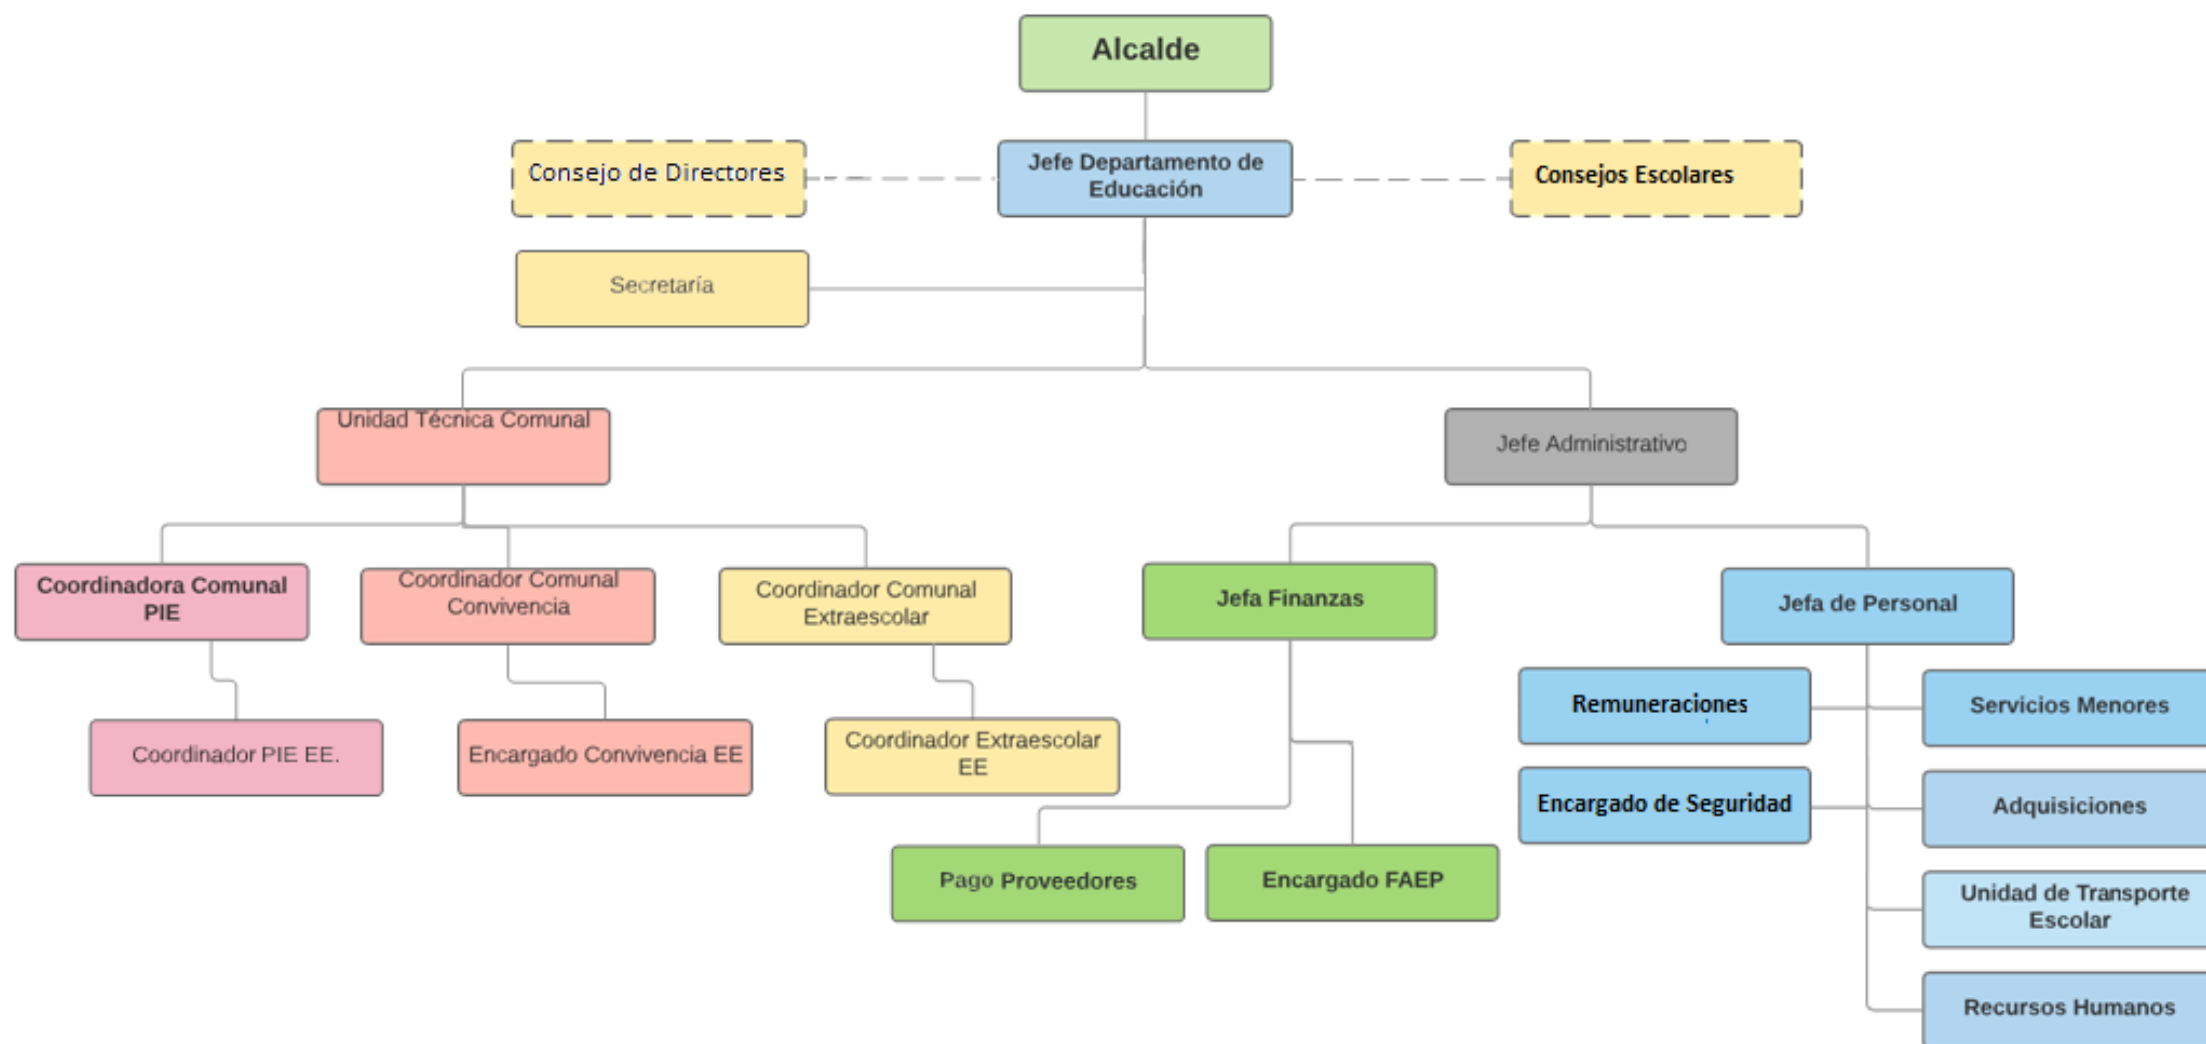 Alcalde
Consejo de Directores
Jefe Departamento de
Educación
Consejos Escolares
Secretaría
Unidad Técnica Comunal
Jefe Administrativo
Coordinadora Comunal
PIE
Coordinador Comunal
Convivencia
Coordinador Comunal
Extraescolar
Jefa Finanzas
Jefa de Personal
Coordinador PIE EE.
Encargado Convivencia EE
Coordinador Extraescolar
EE
Remuneraciones
Servicios Menores
Encargado de Seguridad
Adquisiciones
Pago Proveedores
Encargado FAEP
Unidad de Transporte
Escolar
Recursos Humanos